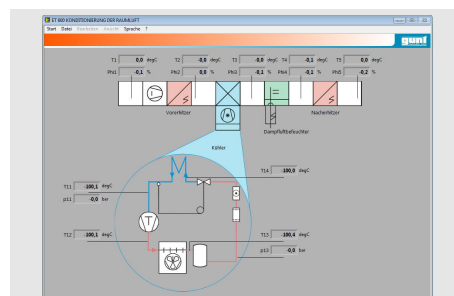 ET 600 KONDITIONIERUNG DER RAUMLUFT
Start Datei Bearbeiten Ansicht Sprache ?
gunt
T1 0,0 degC T2 -0,0 degC T3 -0,0 degC T4 -0,1 degC T5 0,0 degC
Phi1 -0,1 % Phi2 0,0 % Phi3 -0,1 % Phi4 -0,1 % Phi5 -0,2 %
Vorerhitzer
Nacherhitzer
Dampfluftbefeuchter
Kühler
T14 -100,0 degC
T11 -100,1 degC
p11 -0,0 bar
T
T12 -100,1 degC
T13 -100,4 degC
p13 -0,0 bar